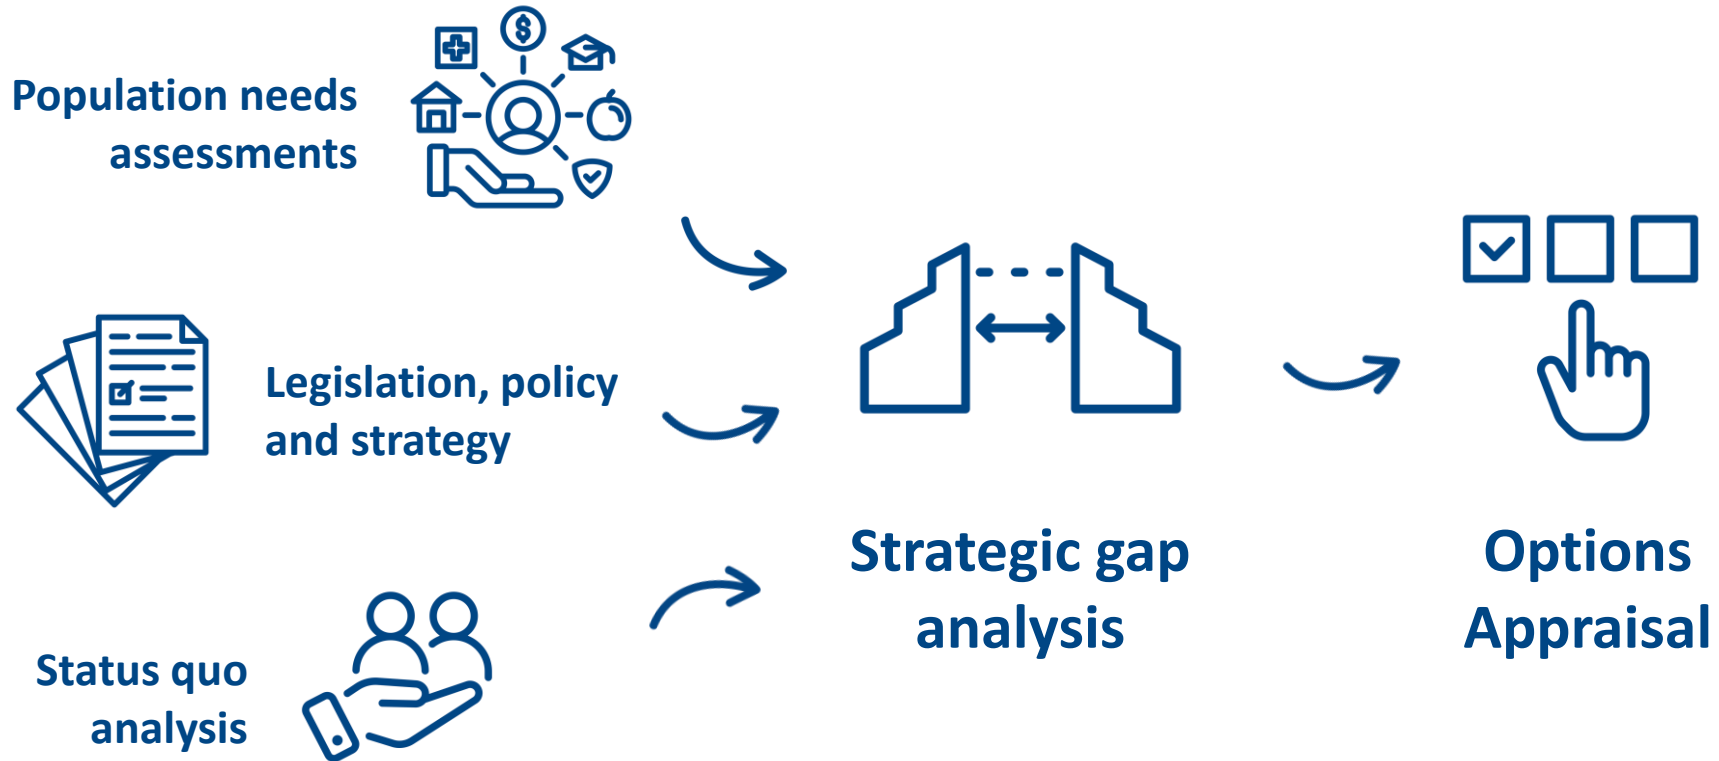 Population needs
assessments
Legislation, policy
and strategy
Status quo
analysis
Strategic gap
analysis
Options
Appraisal